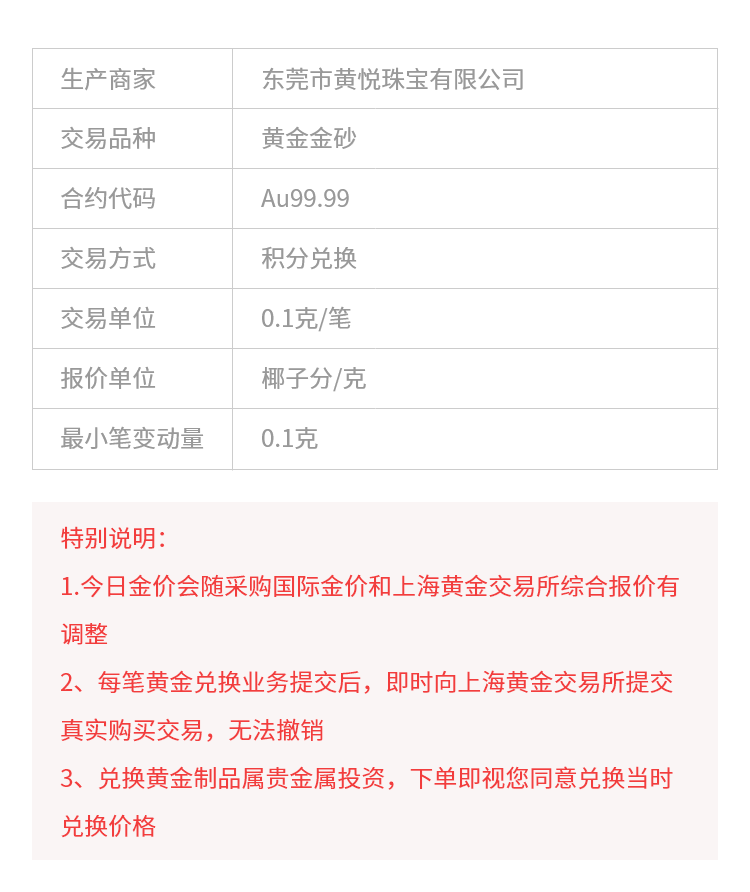 生产商家 东莞市黄悦珠宝有限公司
交易品种 黄金金砂
合约代码 Au99.99
交易方式 积分兑换
交易单位 0.1克/笔
报价单位 椰子分/克
最小笔变动量 0.1克
特别说明：
1.今日金价会随采购国际金价和上海黄金交易所综合报价有
调整
2、每笔黄金兑换业务提交后，即时向上海黄金交易所提交
真实购买交易，无法撤销
3、兑换黄金制品属贵金属投资，下单即视您同意兑换当时
兑换价格